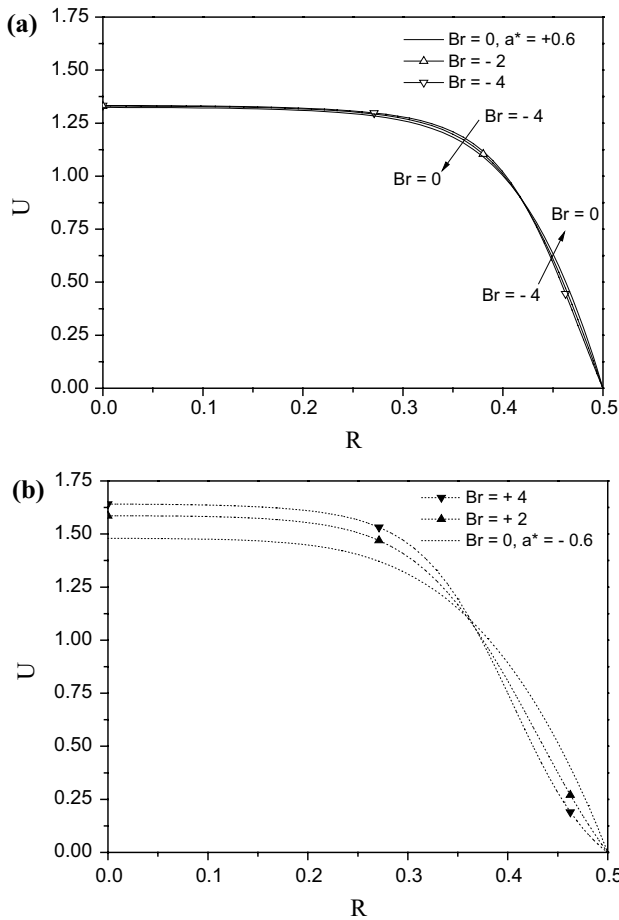 (a)
1.75
1.50
1.25
1.00
0.75
0.50
0.25
0.00
U
Br = 0, a* = +0.6
Br = - 2
Br = - 4
Br = - 4
Br = 0
Br = 0
Br = - 4
0.0 0.1 0.2 0.3 0.4 0.5
R
(b)
1.75
1.50
1.25
1.00
0.75
0.50
0.25
0.00
U
Br = + 4
Br = + 2
Br = 0, a* = - 0.6
0.0 0.1 0.2 0.3 0.4 0.5
R